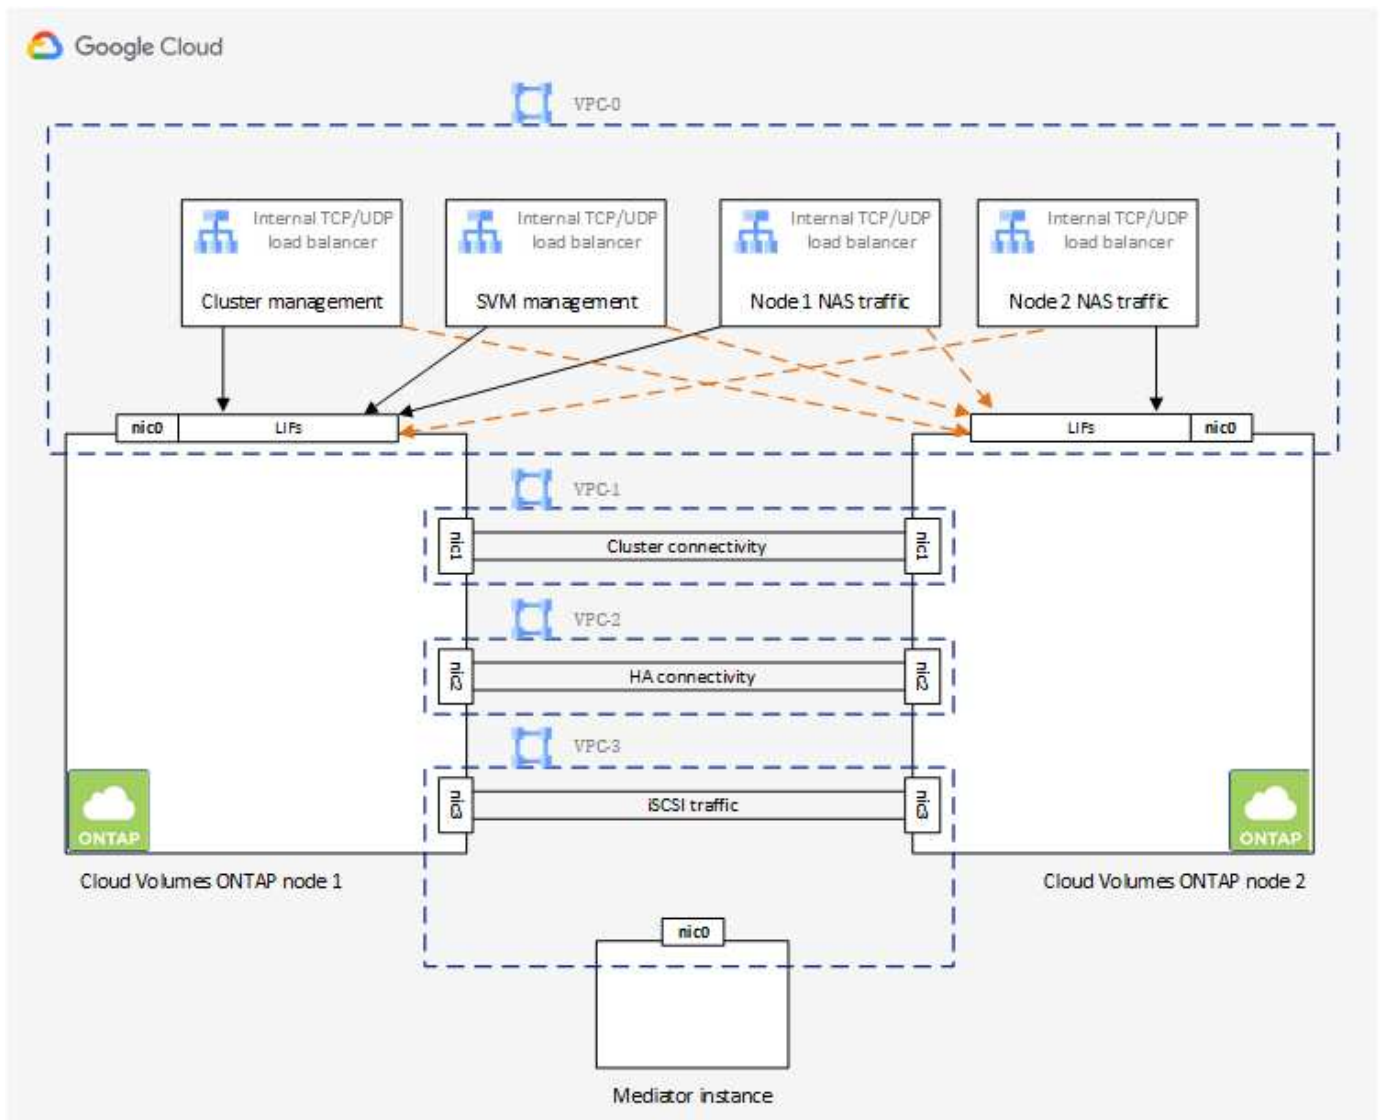 Google Cloud
VPC-0
Internal TCP/UDP
load balancer
Cluster management
Internal TCP/UDP
load balancer
SVM management
Internal TCP/UDP
load balancer
Node 1 NAS traffic
Internal TCP/UDP
load balancer
Node 2 NAS traffic
nic0
LIFs
LIFs
nic0
VPC-1
nic1
Cluster connectivity
nic1
VPC-2
nic2
HA connectivity
nic2
VPC-3
nic3
iSCSI traffic
nic3
ONTAP
ONTAP
Cloud Volumes ONTAP node 1
Cloud Volumes ONTAP node 2
nic0
Mediator instance